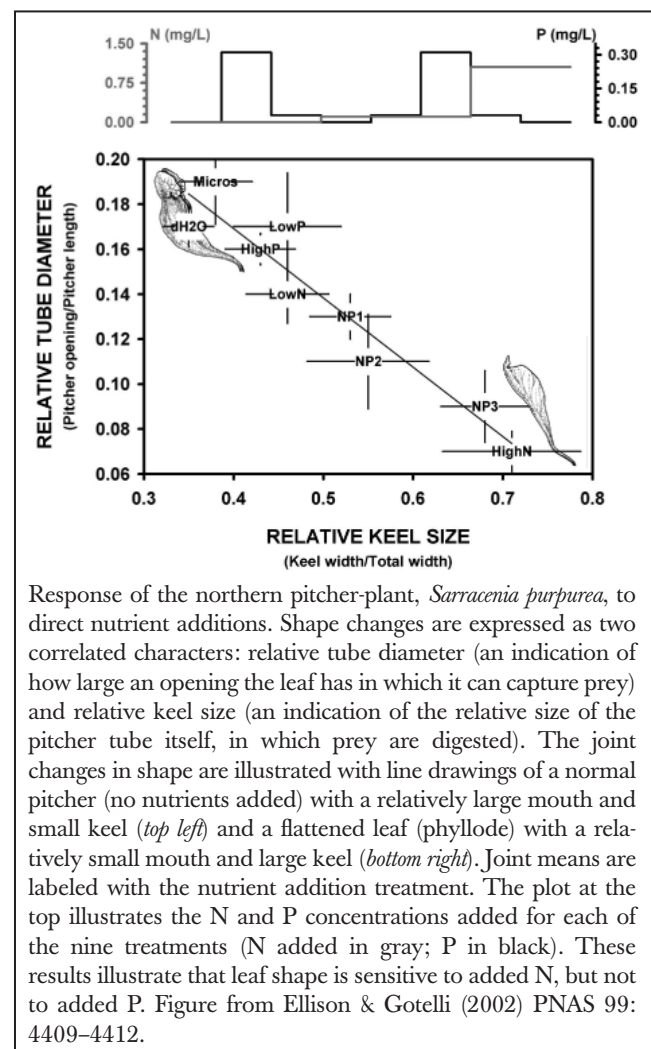 N (mg/L) P (mg/L)
1.50
0.75
0.00
0.30
0.15
0.00
RELATIVE TUBE DIAMETER
(Pitcher opening/Pitcher length)
0.20
0.18
0.16
0.14
0.12
0.10
0.08
0.06
Micros
dH2O
LowP
HighP
LowN
NP1
NP2
NP3
HighN
0.3 0.4 0.5 0.6 0.7 0.8
RELATIVE KEEL SIZE
(Keel width/Total width)
Response of the northern pitcher-plant, Sarracenia purpurea, to
direct nutrient additions. Shape changes are expressed as two
correlated characters: relative tube diameter (an indication of
how large an opening the leaf has in which it can capture prey)
and relative keel size (an indication of the relative size of the
pitcher tube itself, in which prey are digested). The joint
changes in shape are illustrated with line drawings of a normal
pitcher (no nutrients added) with a relatively large mouth and
small keel (top left) and a flattened leaf (phyllode) with a rela-
tively small mouth and large keel (bottom right). Joint means are
labeled with the nutrient addition treatment. The plot at the
top illustrates the N and P concentrations added for each of
the nine treatments (N added in gray; P in black). These
results illustrate that leaf shape is sensitive to added N, but not
to added P. Figure from Ellison & Gotelli (2002) PNAS 99:
4409–4412.